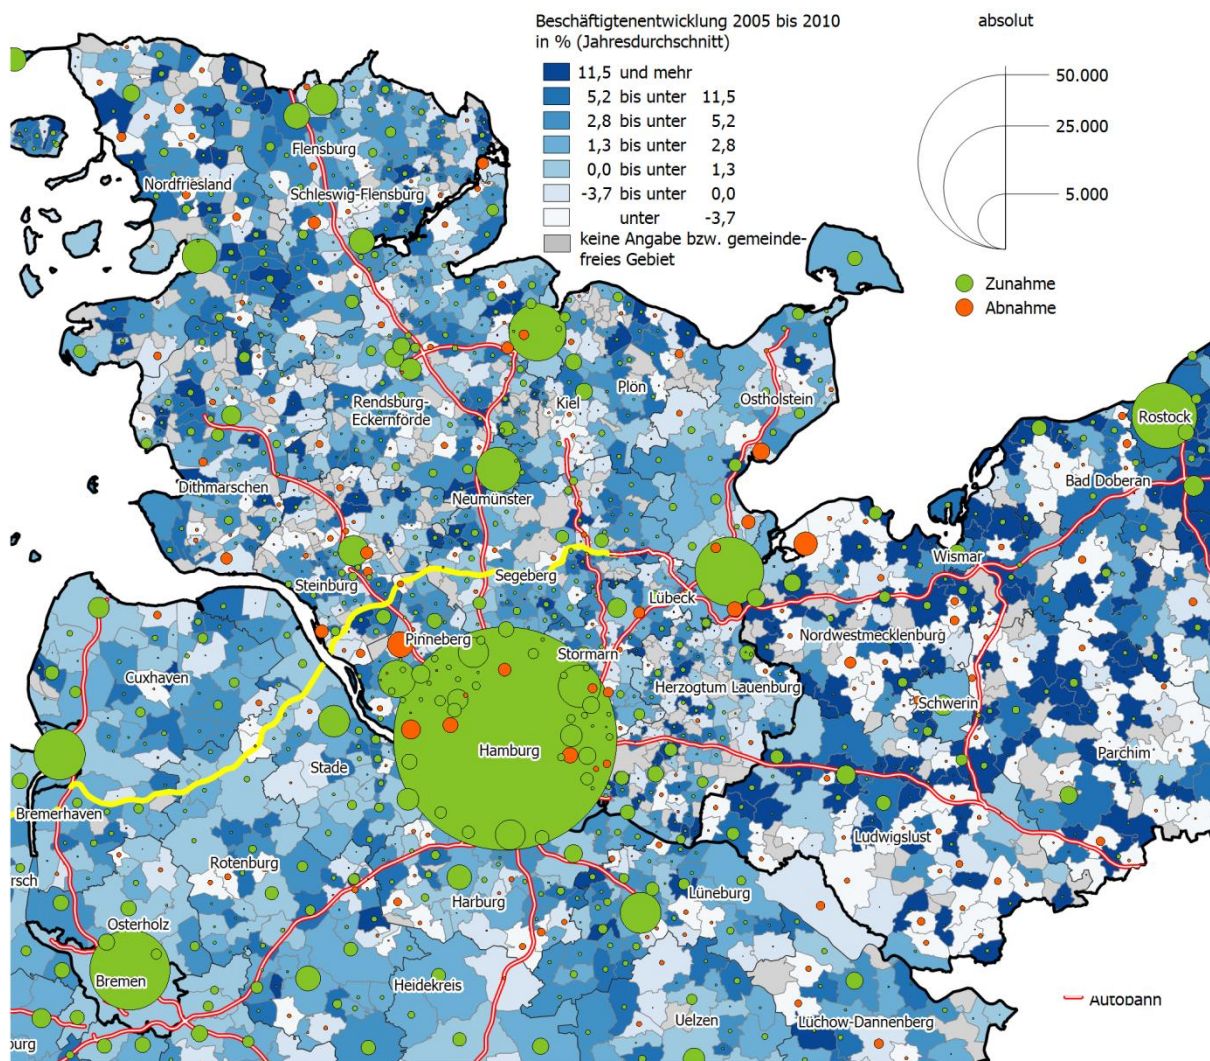 Beschäftigtenentwicklung 2005 bis 2010
in % (Jahresdurchschnitt)
11,5 und mehr
5,2 bis unter 11,5
2,8 bis unter 5,2
1,3 bis unter 2,8
0,0 bis unter 1,3
-3,7 bis unter 0,0
unter -3,7
keine Angabe bzw. gemeinde-
freies Gebiet
absolut
50.000
25.000
5.000
Zunahme
Abnahme
Flensburg
Nordfriesland
Schleswig-Flensburg
Plön
Rendsburg-
Eckernförde
Kiel
Ostholstein
Rostock
Bad Doberan
Dithmarschen
Neumünster
Wismar
Steinburg
Segeberg
Lübeck
Pinneberg
Nordwestmecklenburg
Stormarn
Cuxhaven
Herzogtum Lauenburg
Schwerin
Hamburg
Parchim
Stade
Bremerhaven
Ludwigslust
Rotenburg
rsch
Harburg
Lüneburg
Osterholz
Bremen
Heidekreis
Autobahn
Uelzen
Lüchow-Dannenberg
burg